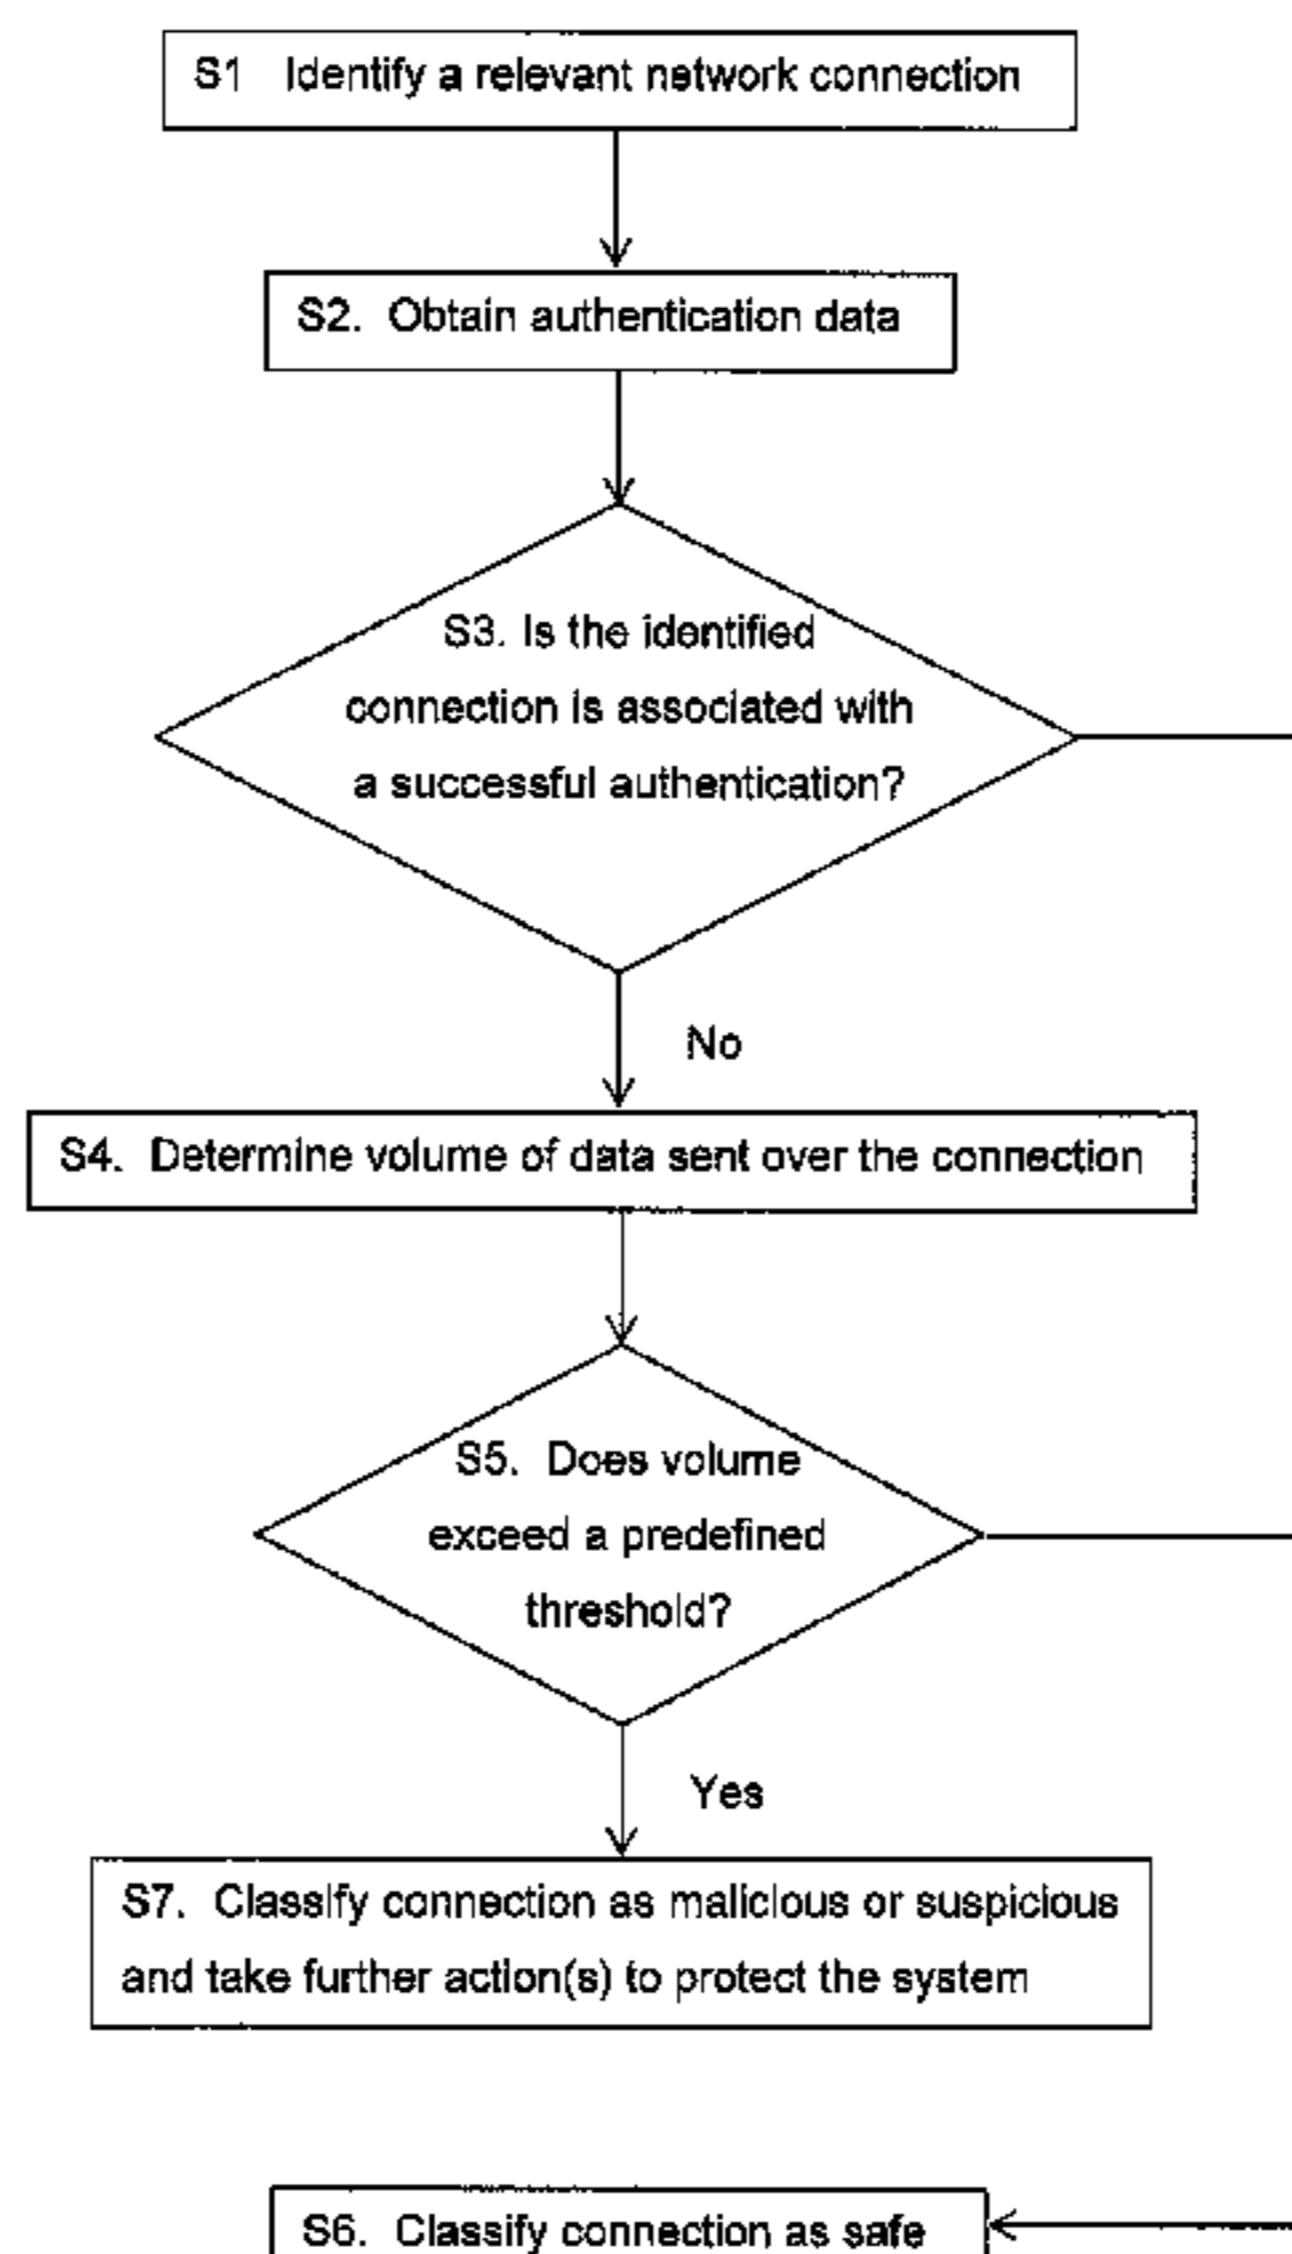 S1 Identify a relevant network connection
S2. Obtain authentication data
S3. Is the identified
connection is associated with
a successful authentication?
No
S4. Determine volume of data sent over the connection
S5. Does volume
exceed a predefined
threshold?
Yes
S7. Classify connection as malicious or suspicious
and take further action(s) to protect the system
S6. Classify connection as safe